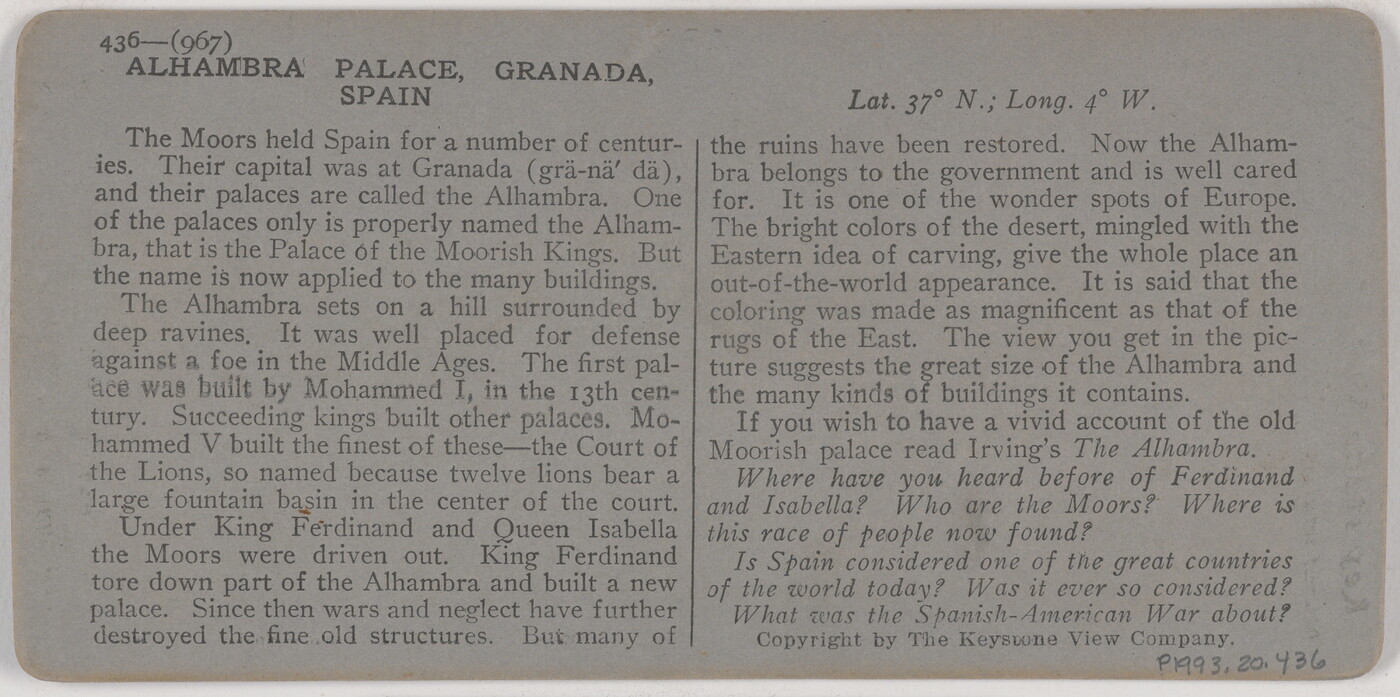 436—(967)
ALHAMBRA PALACE, GRANADA,
SPAIN
The Moors held Spain for a number of centur-
ies. Their capital was at Granada (grä-nä′ dä),
and their palaces are called the Alhambra. One
of the palaces only is properly named the Alham-
bra, that is the Palace of the Moorish Kings. But
the name is now applied to the many buildings.
The Alhambra sets on a hill surrounded by
deep ravines. It was well placed for defense
against a foe in the Middle Ages. The first pal-
ace was built by Mohammed I, in the 13th cen-
tury. Succeeding kings built other palaces. Mo-
hammed V built the finest of these—the Court of
the Lions, so named because twelve lions bear a
large fountain basin in the center of the court.
Under King Ferdinand and Queen Isabella
the Moors were driven out. King Ferdinand
tore down part of the Alhambra and built a new
palace. Since then wars and neglect have further
destroyed the fine old structures. But many of
Lat. 37° N.; Long. 4° W.
the ruins have been restored. Now the Alham-
bra belongs to the government and is well cared
for. It is one of the wonder spots of Europe.
The bright colors of the desert, mingled with the
Eastern idea of carving, give the whole place an
out-of-the-world appearance. It is said that the
coloring was made as magnificent as that of the
rugs of the East. The view you get in the pic-
ture suggests the great size of the Alhambra and
the many kinds of buildings it contains.
If you wish to have a vivid account of the old
Moorish palace read Irving's The Alhambra.
Where have you heard before of Ferdinand
and Isabella? Who are the Moors? Where is
this race of people now found?
Is Spain considered one of the great countries
of the world today? Was it ever so considered?
What was the Spanish-American War about?
Copyright by The Keystone View Company.
P1993.20.436